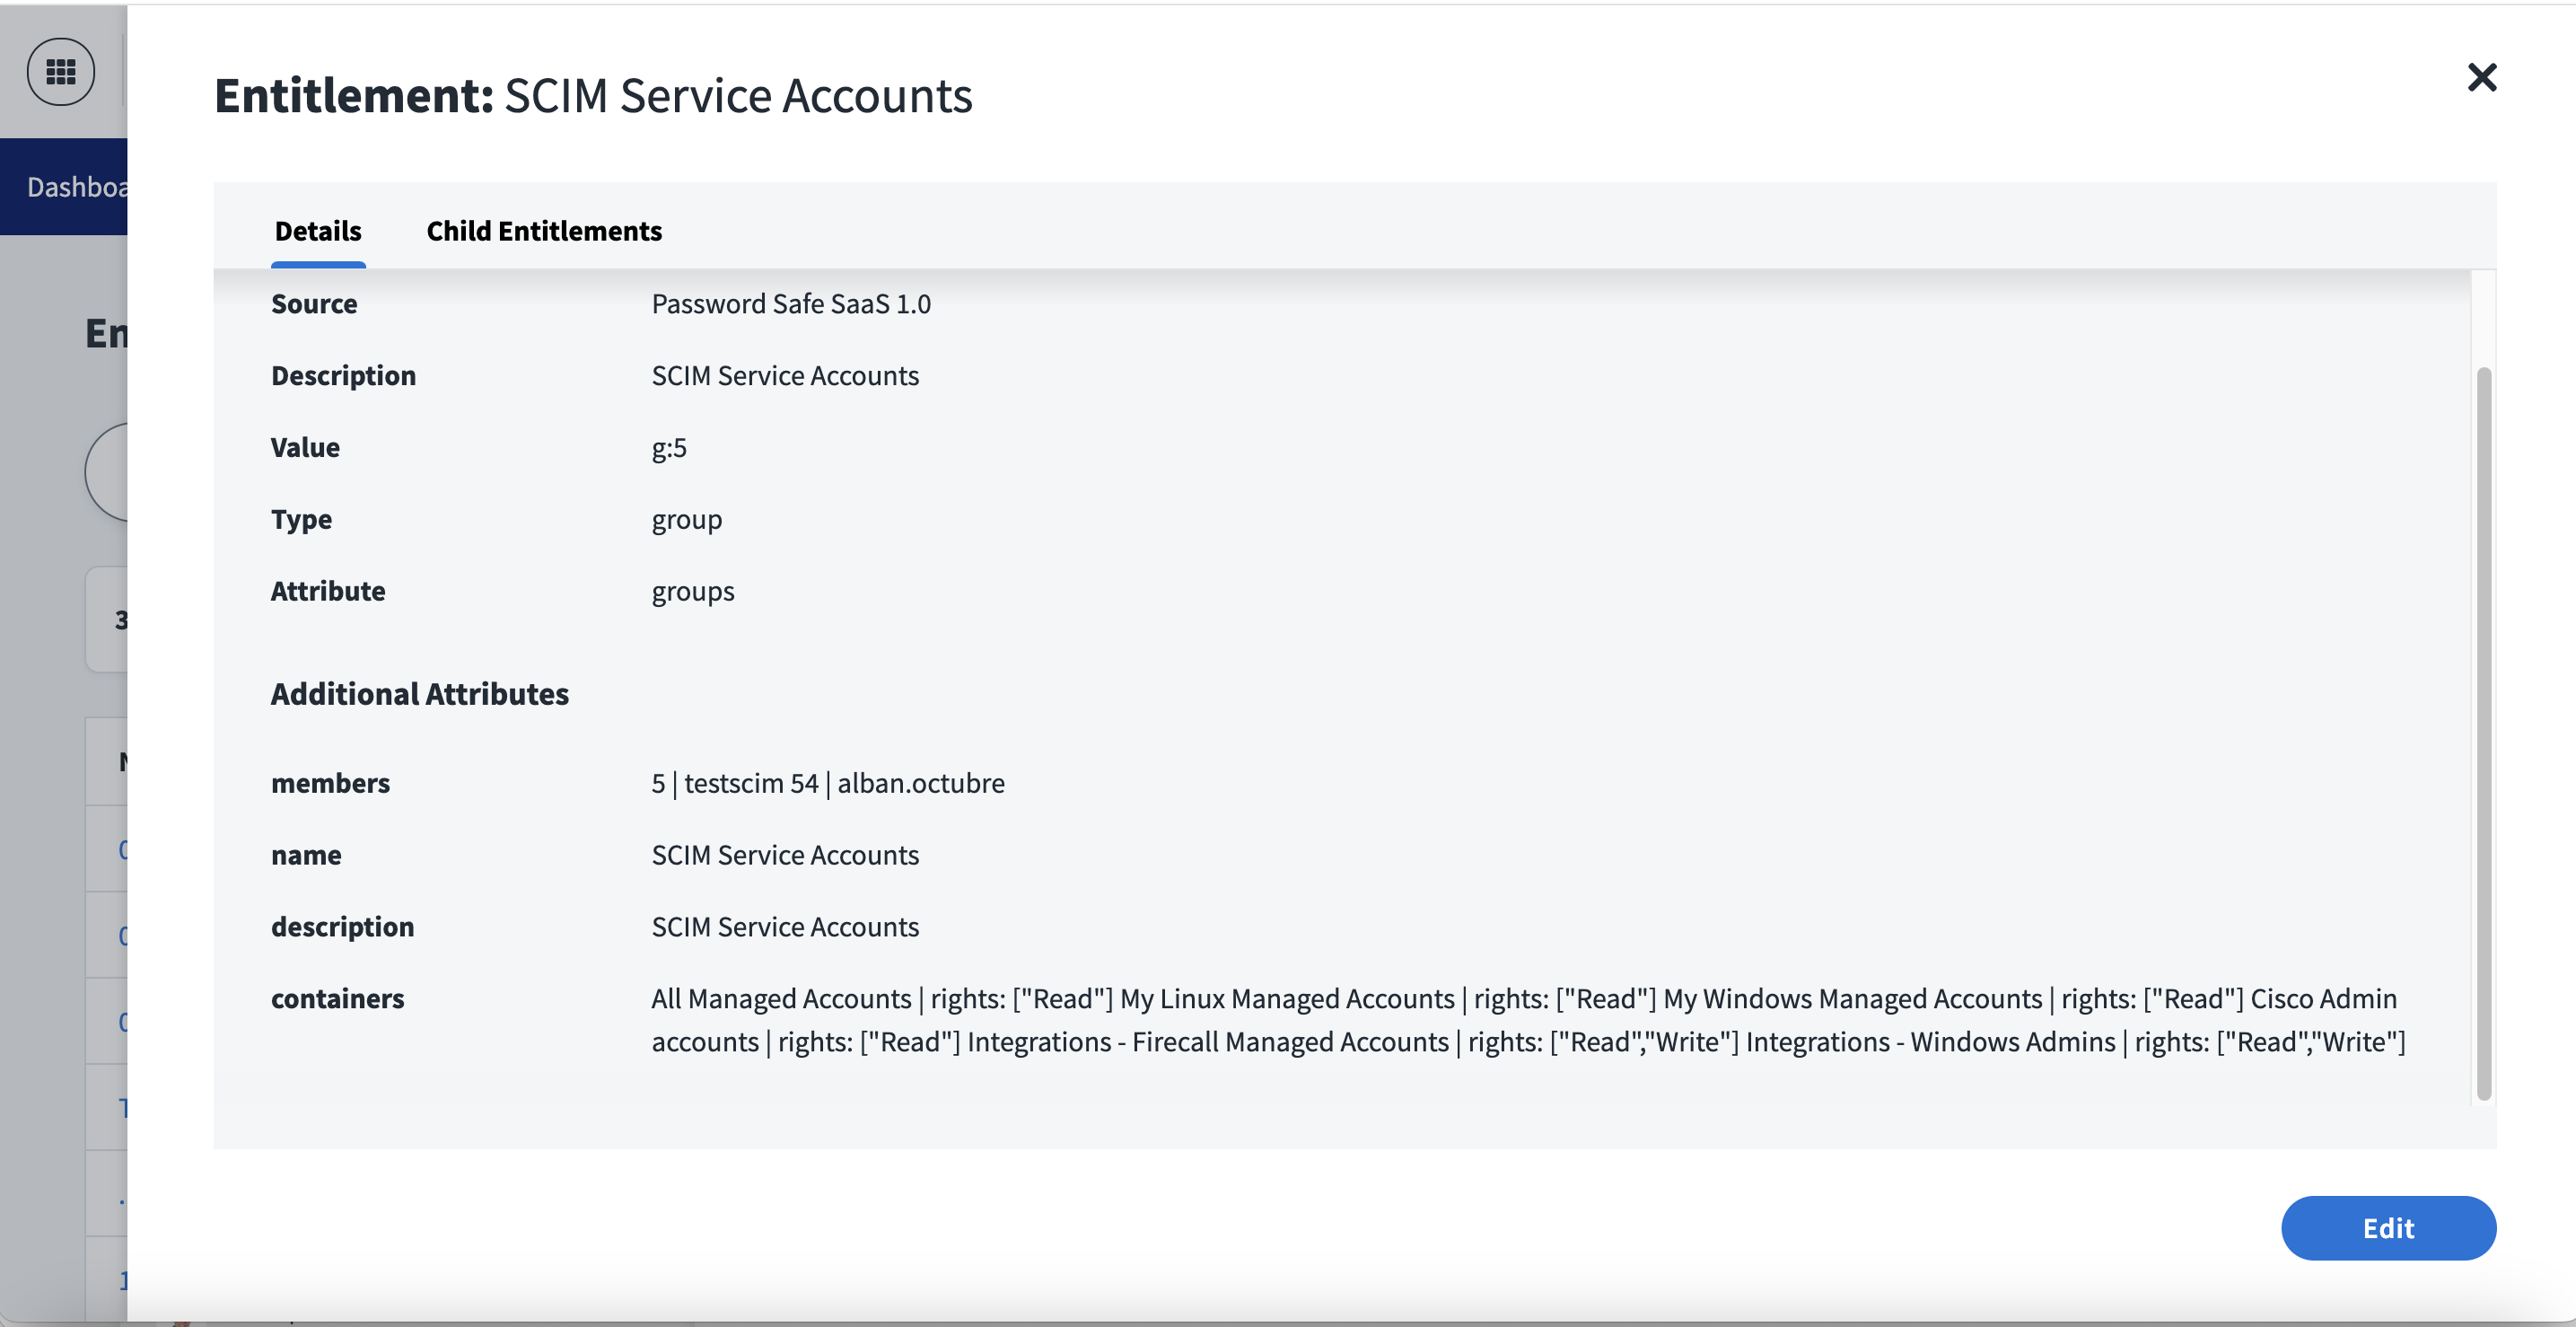 Entitlement: SCIM Service Accounts
Dashboa
Details Child Entitlements
Source Password Safe SaaS 1.0
En
Description SCIM Service Accounts
Value g:5
Type group
Attribute groups
3
Additional Attributes
members 5 | testscim 54 | alban.octubre
name SCIM Service Accounts
description SCIM Service Accounts
containers All Managed Accounts | rights: ["Read"] My Linux Managed Accounts | rights: ["Read"] My Windows Managed Accounts | rights: ["Read"] Cisco Admin
accounts | rights: ["Read"] Integrations - Firecall Managed Accounts | rights: ["Read","Write"] Integrations - Windows Admins | rights: ["Read","Write"]
Edit